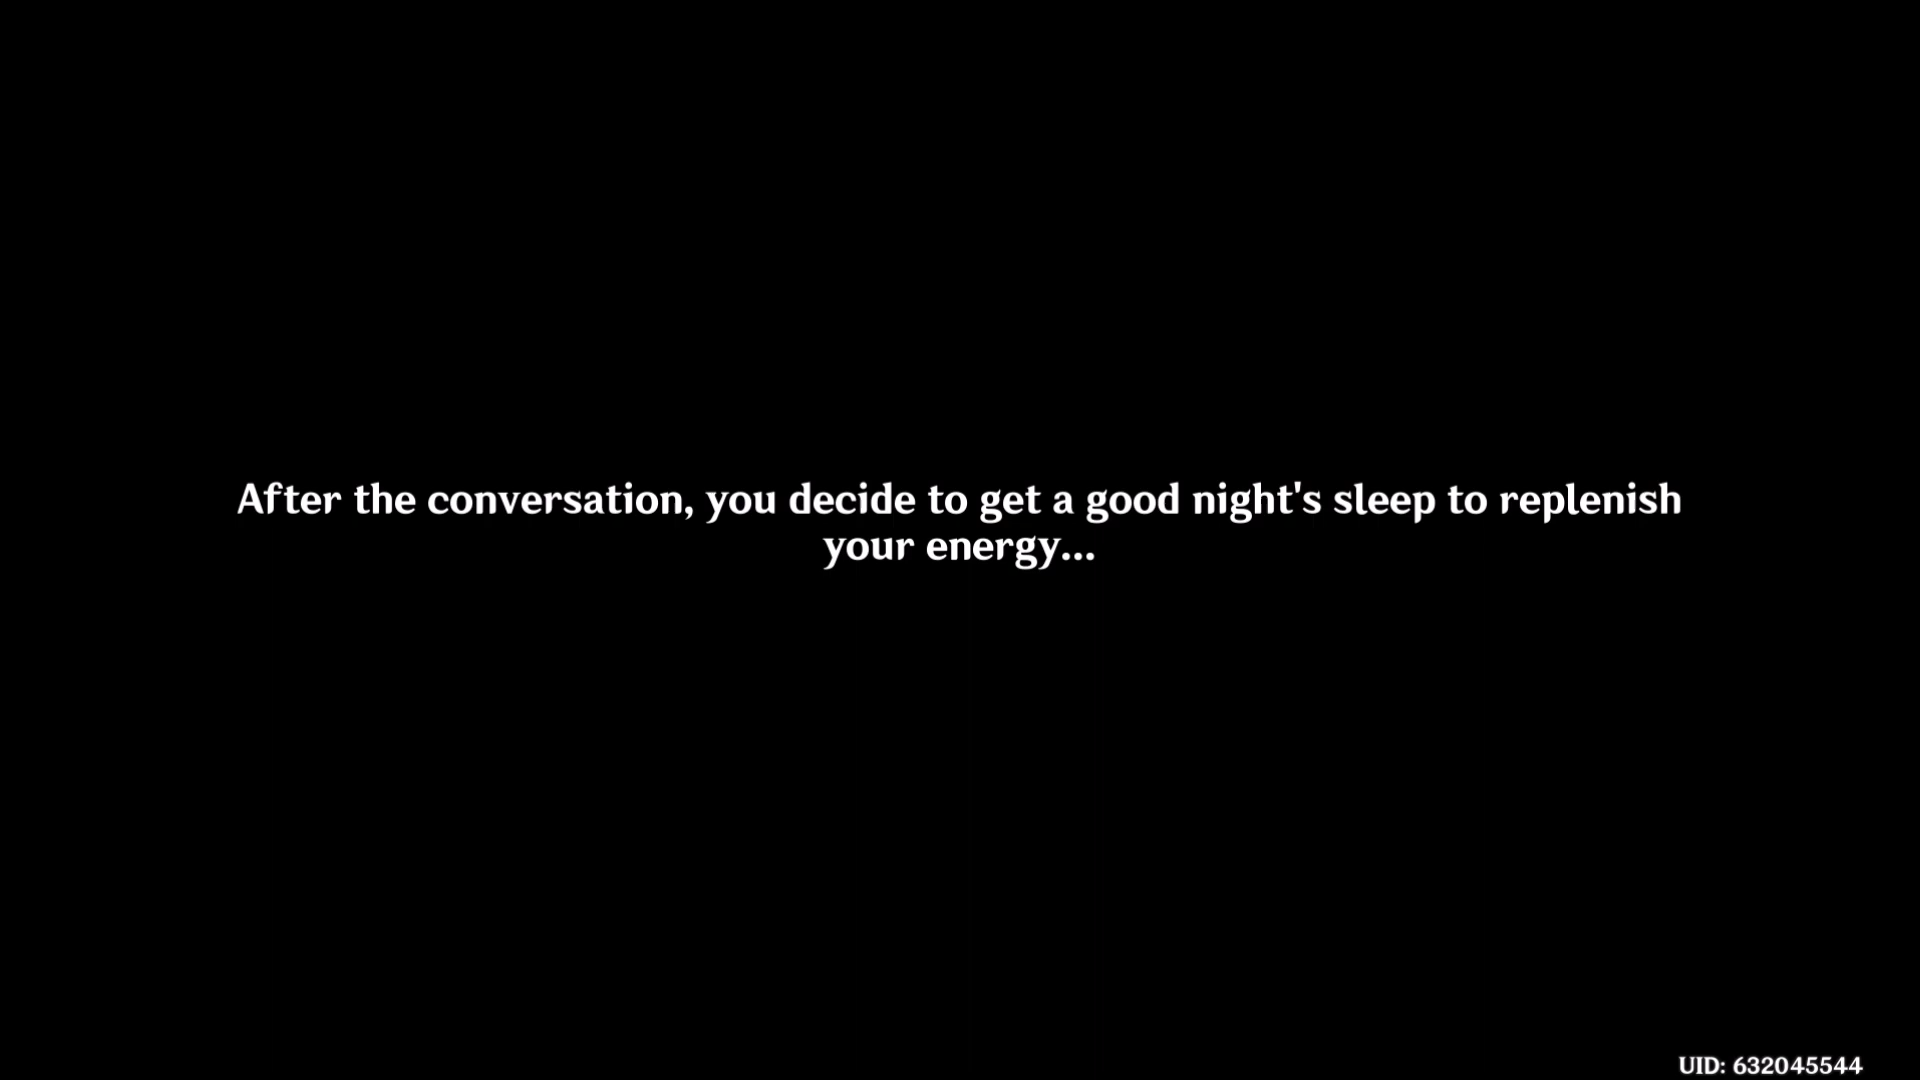 After the conversation, you decide to get a good night's sleep to replenish
your energy...
UID: 632045544